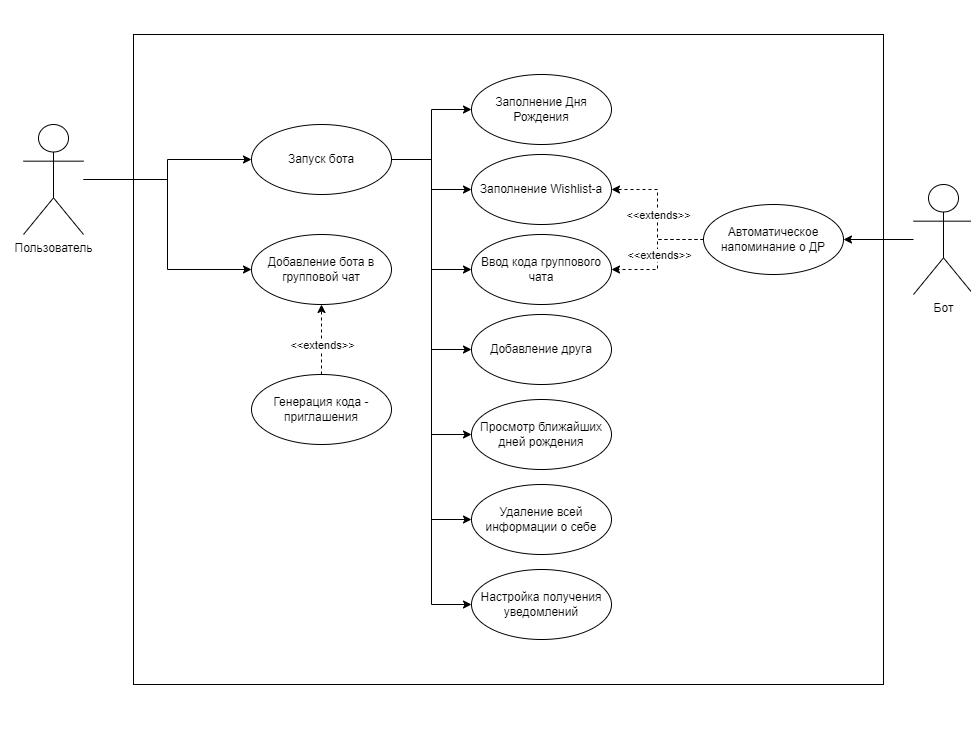 Пользователь
Запуск бота
Добавление бота в
групповой чат
<<extends>>
Генерация кода -
приглашения
Заполнение Дня
Рождения
Заполнение Wishlist-а
Ввод кода группового
чата
Добавление друга
Просмотр ближайших
дней рождения
Удаление всей
информации о себе
Настройка получения
уведомлений
<<extends>>
<<extends>>
Автоматическое
напоминание о ДР
Бот